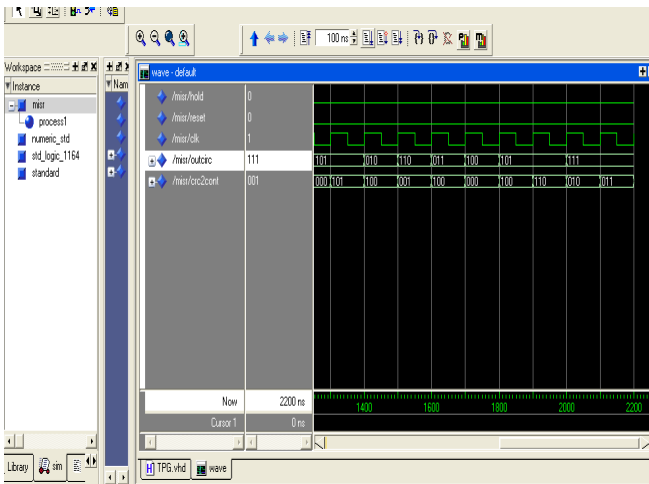 100 ns
Workspace
Instance
misr
process1
numeric_std
std_logic_1164
standard
Library
sim
Nam
wave - default
/misr/hold 0
/misr/reset 0
/misr/clk 1
/misr/outcirc 111 101 010 110 011 100 101 111
/misr/crc2cont 001 000 101 100 001 100 000 100 110 010 011
Now 2200 ns 1400 1600 1800 2000 2200
Cursor 1 0 ns
TPG.vhd wave